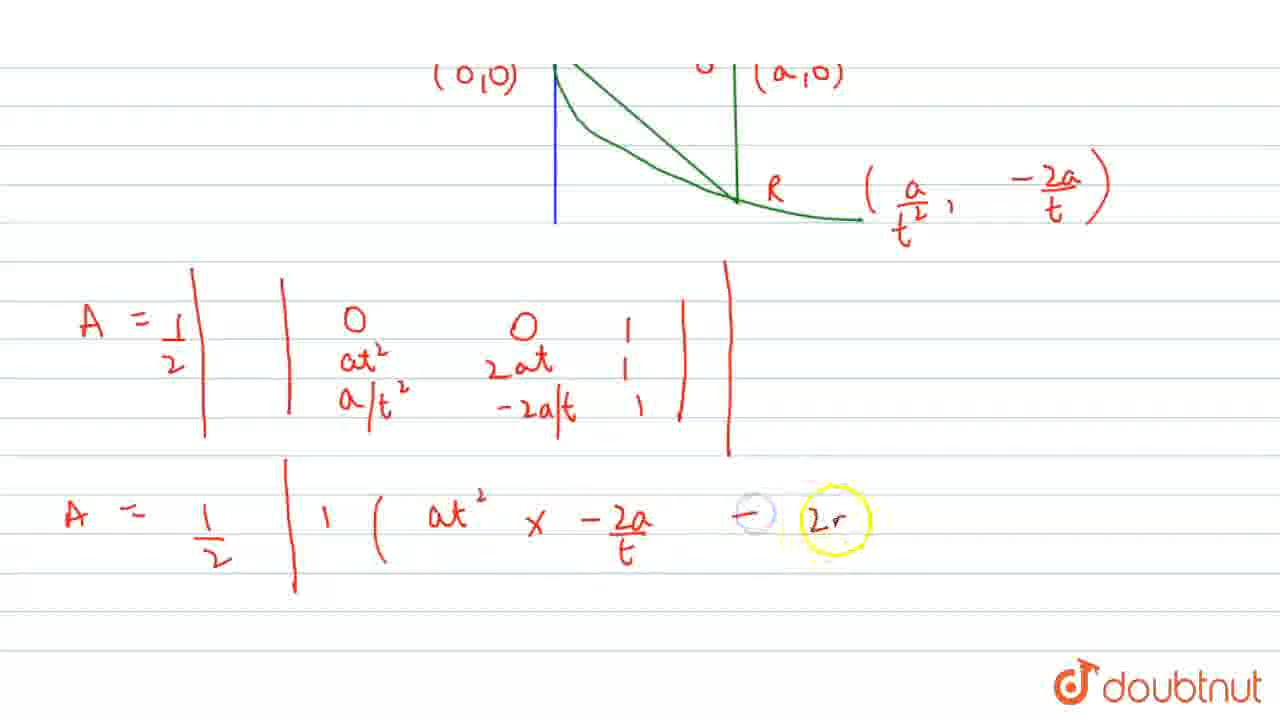 (0,0) (a,0)
R (a/t², -2a/t)
A = 1/2 | | 0 0 1
at² 2at 1
a/t² -2a/t 1 | |
A = 1/2 | 1 ( at² × -2a/t - 2
doubtnut